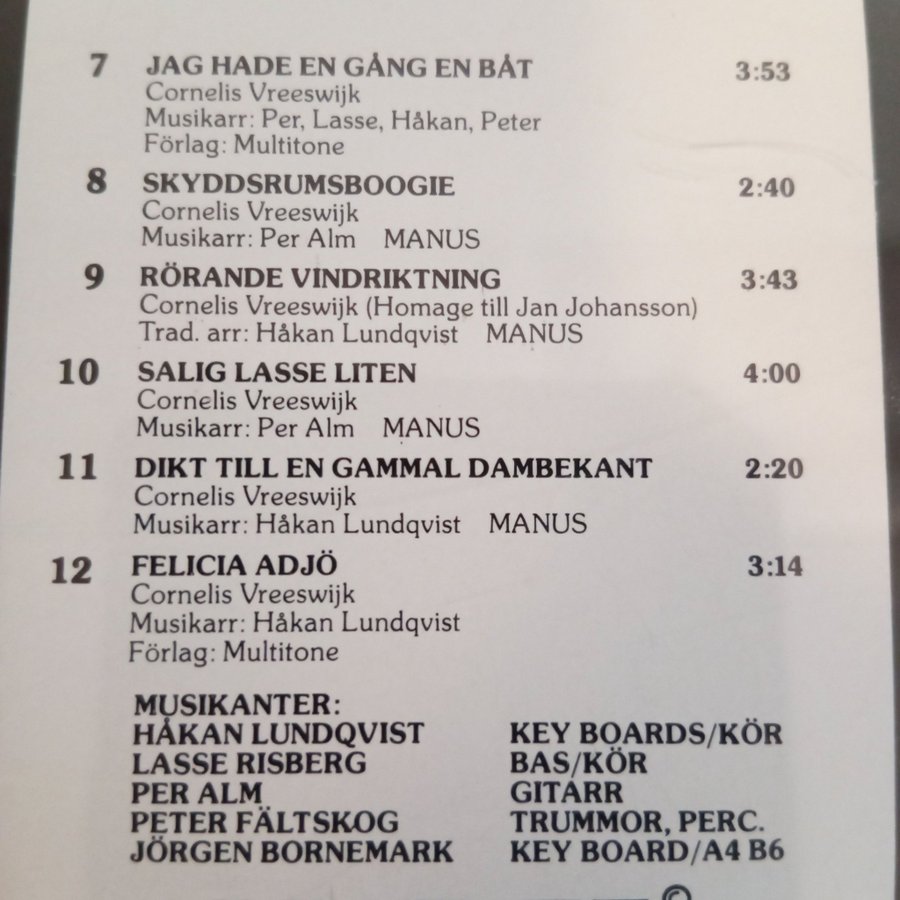 7 JAG HADE EN GÅNG EN BÅT 3:53
Cornelis Vreeswijk
Musikarr: Per, Lasse, Håkan, Peter
Förlag: Multitone
8 SKYDDSRUMSBOOGIE 2:40
Cornelis Vreeswijk
Musikarr: Per Alm MANUS
9 RÖRANDE VINDRIKTNING 3:43
Cornelis Vreeswijk (Homage till Jan Johansson)
Trad. arr: Håkan Lundqvist MANUS
10 SALIG LASSE LITEN 4:00
Cornelis Vreeswijk
Musikarr: Per Alm MANUS
11 DIKT TILL EN GAMMAL DAMBEKANT 2:20
Cornelis Vreeswijk
Musikarr: Håkan Lundqvist MANUS
12 FELICIA ADJÖ 3:14
Cornelis Vreeswijk
Musikarr: Håkan Lundqvist
Förlag: Multitone
MUSIKANTER:
HÅKAN LUNDQVIST KEY BOARDS/KÖR
LASSE RISBERG BAS/KÖR
PER ALM GITARR
PETER FÄLTSKOG TRUMMOR, PERC.
JÖRGEN BORNEMARK KEY BOARD/A4 B6